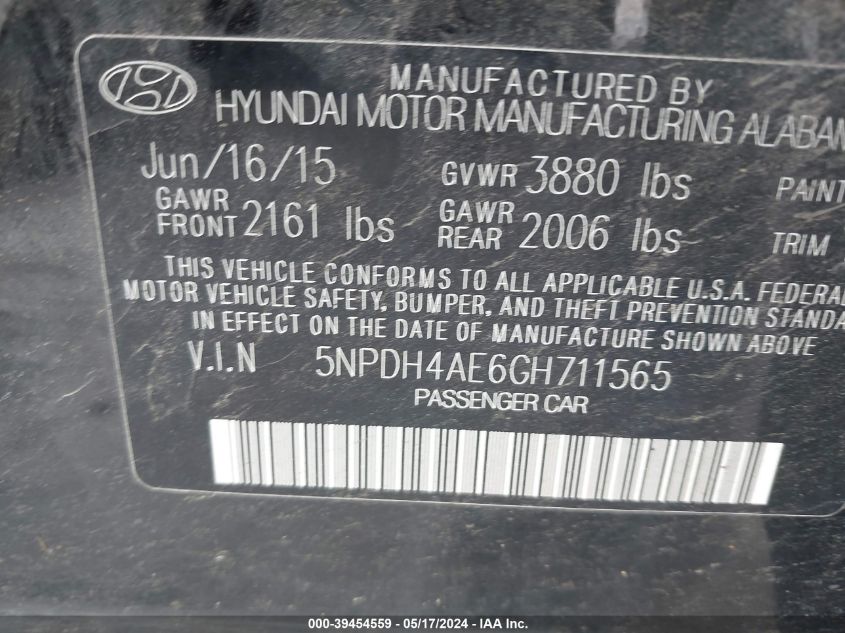 MANUFACTURED BY
HYUNDAI MOTOR MANUFACTURING ALABAM
Jun/16/15 GVWR 3880 lbs PAINT
GAWR FRONT 2161 lbs GAWR REAR 2006 lbs TRIM
THIS VEHICLE CONFORMS TO ALL APPLICABLE U.S.A. FEDERAL
MOTOR VEHICLE SAFETY, BUMPER, AND THEFT PREVENTION STANDA
IN EFFECT ON THE DATE OF MANUFACTURE SHOWN ABOVE
V.I.N 5NPDH4AE6GH711565
PASSENGER CAR
000-39454559 - 05/17/2024 - IAA Inc.